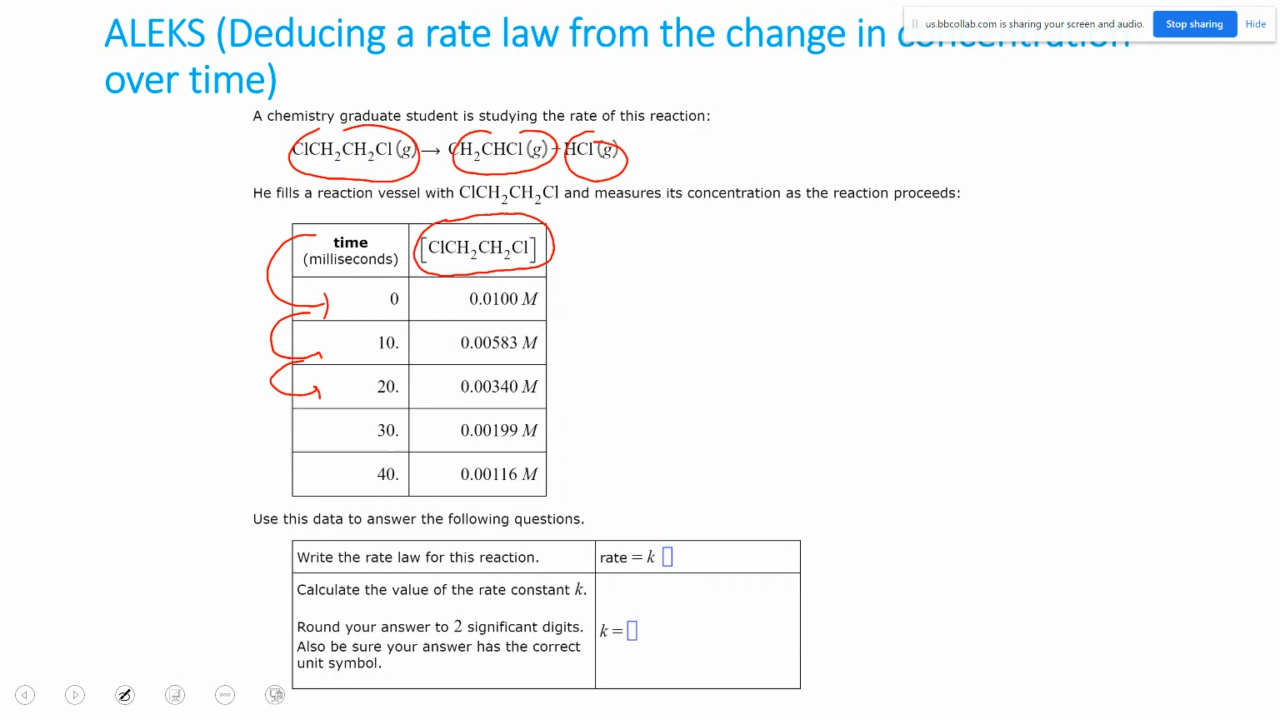 ALEKS (Deducing a rate law from the change in concentration
over time)
us.bbcollab.com is sharing your screen and audio. Stop sharing Hide
A chemistry graduate student is studying the rate of this reaction:
ClCH₂CH₂Cl (g) → CH₂CHCl (g) + HCl (g)
He fills a reaction vessel with ClCH₂CH₂Cl and measures its concentration as the reaction proceeds:
time
(milliseconds) [ClCH₂CH₂Cl]
0 0.0100 M
10. 0.00583 M
20. 0.00340 M
30. 0.00199 M
40. 0.00116 M
Use this data to answer the following questions.
Write the rate law for this reaction. rate = k
Calculate the value of the rate constant k.
Round your answer to 2 significant digits.
k =
Also be sure your answer has the correct
unit symbol.